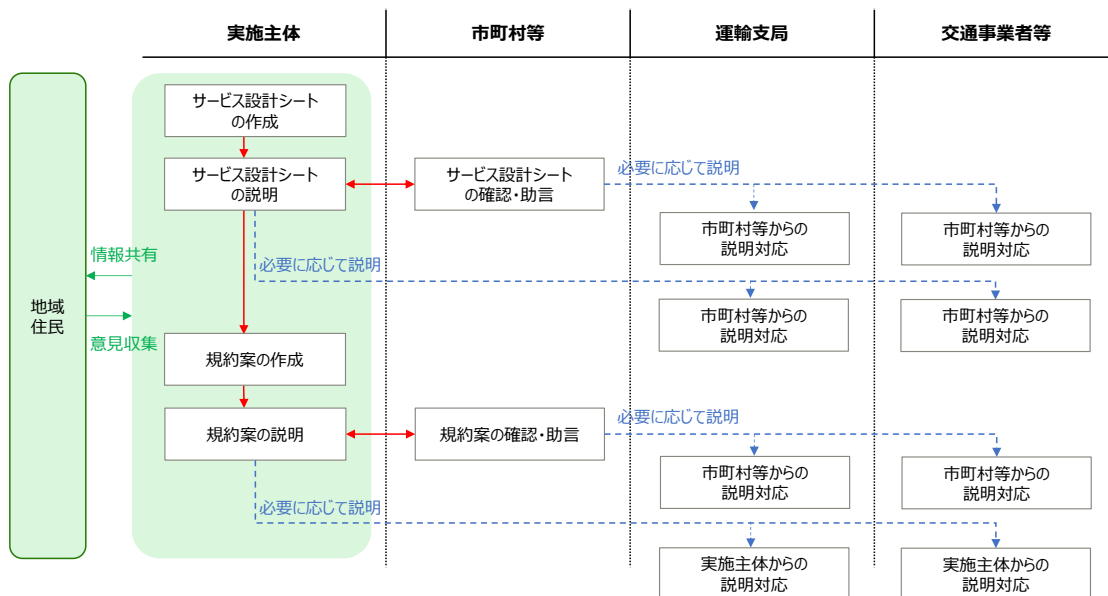 実施主体
市町村等
運輸支局
交通事業者等
サービス設計シート
の作成
サービス設計シート
の説明
サービス設計シート
の確認・助言
必要に応じて説明
市町村等からの
説明対応
市町村等からの
説明対応
情報共有
必要に応じて説明
地域
住民
市町村等からの
説明対応
市町村等からの
説明対応
意見収集
規約案の作成
規約案の説明
規約案の確認・助言
必要に応じて説明
市町村等からの
説明対応
市町村等からの
説明対応
必要に応じて説明
実施主体からの
説明対応
実施主体からの
説明対応